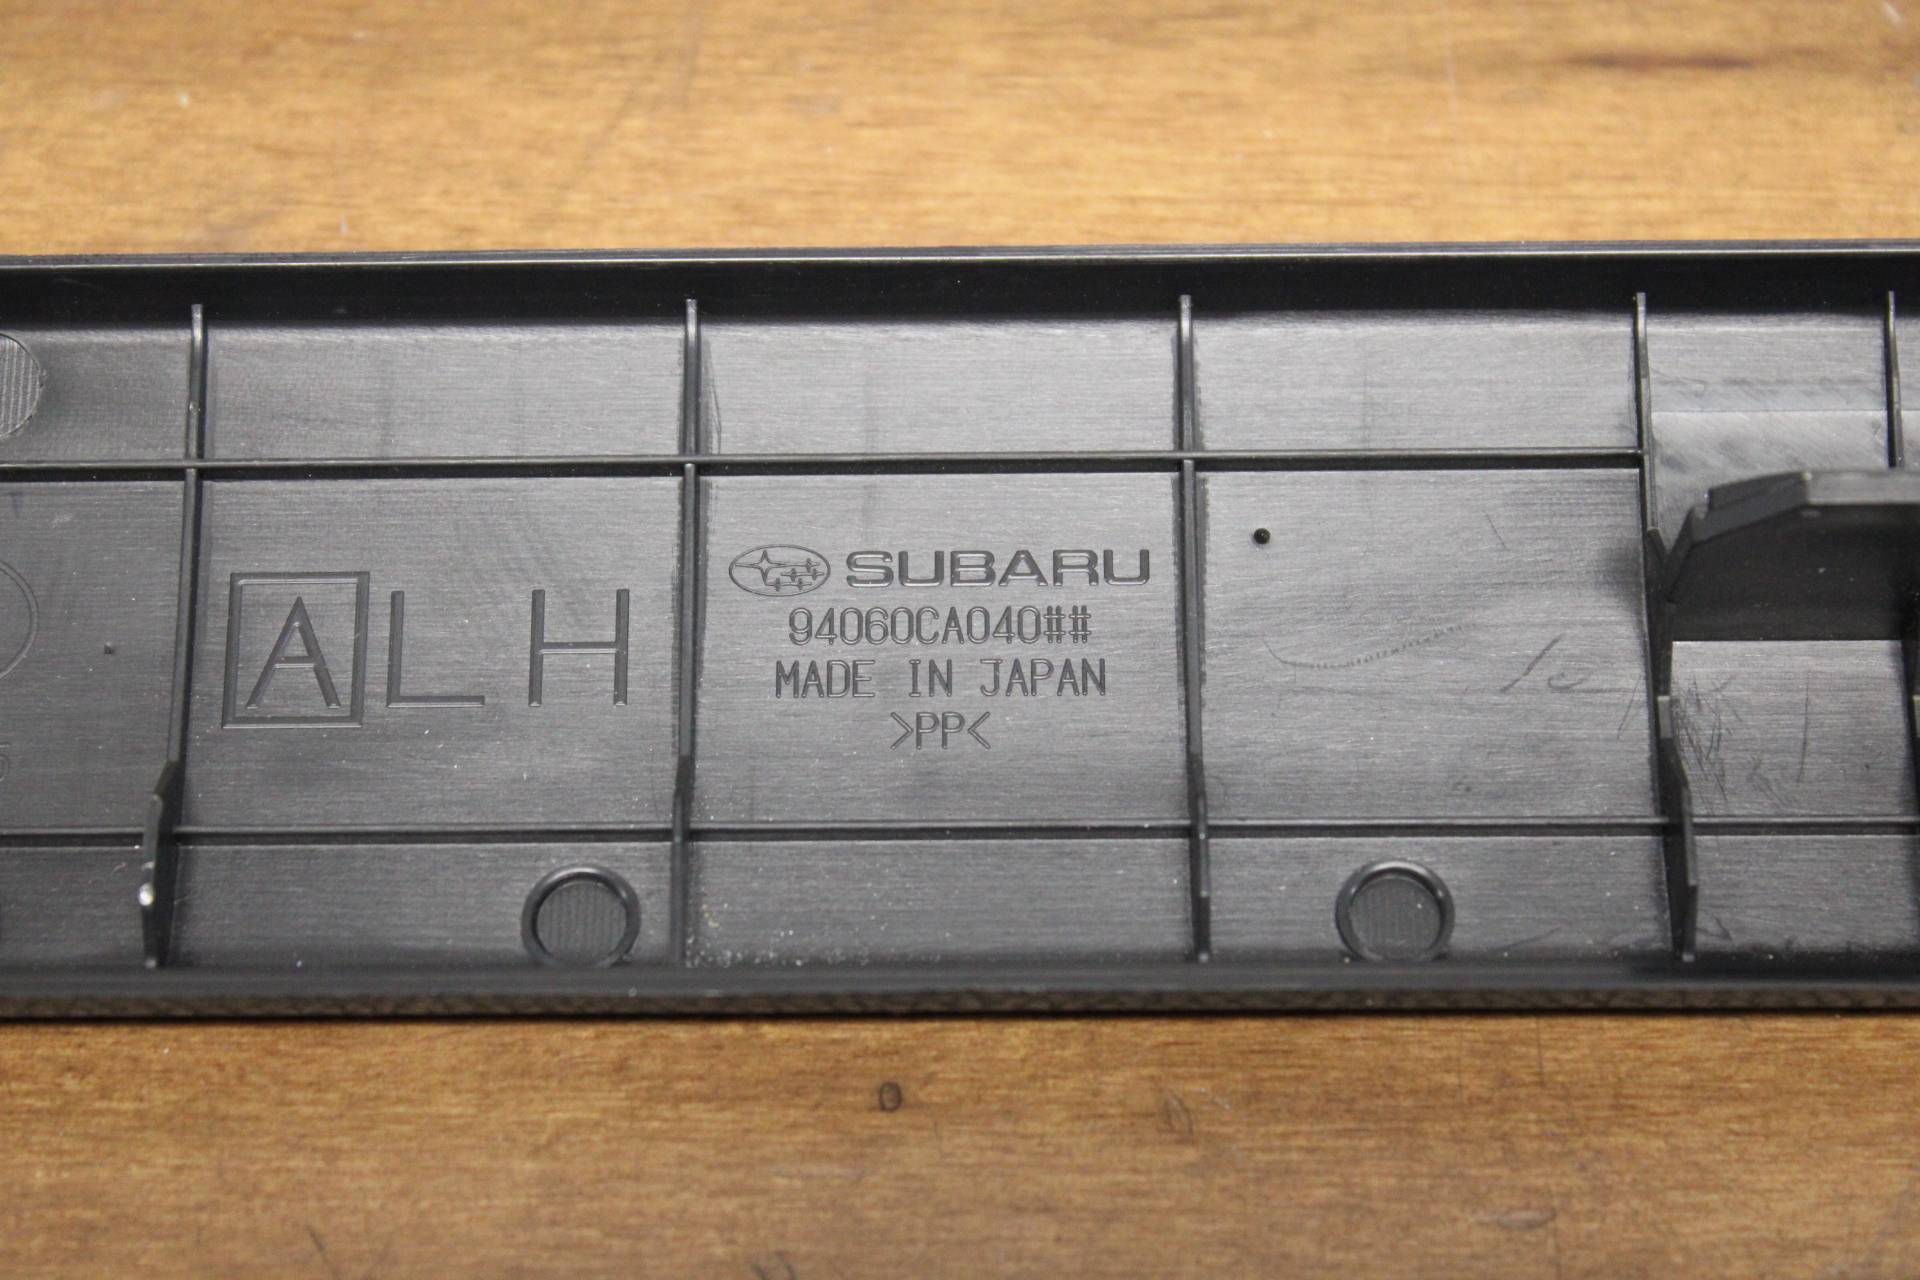 A LH
SUBARU
94060CA040##
MADE IN JAPAN
>PP<